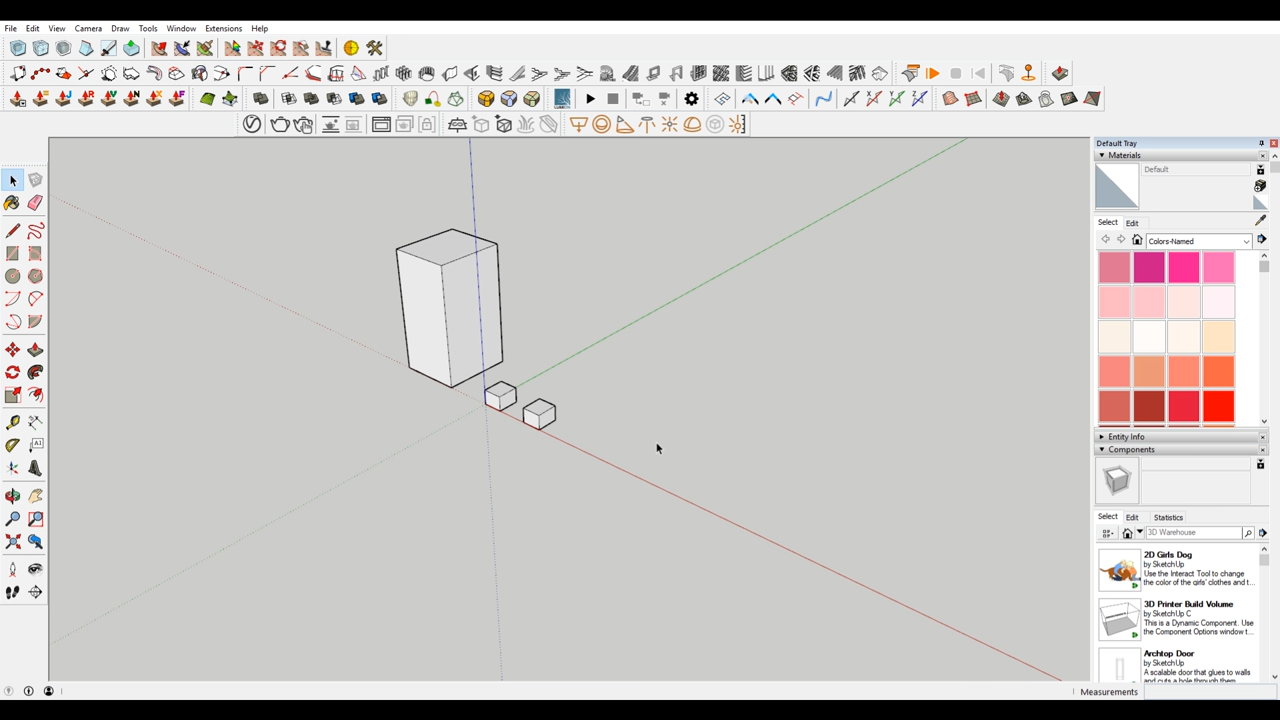 File Edit View Camera Draw Tools Window Extensions Help
Default Tray
Materials
Default
Select Edit
Colors-Named
Entity Info
Components
Select Edit Statistics
3D Warehouse
2D Girls Dog
by SketchUp
Use the Interact Tool to change
the color of the girls' clothes and t...
3D Printer Build Volume
by SketchUp C
This is a Dynamic Component. Use
the Component Options window t...
Archtop Door
by SketchUp
A scalable door that glues to walls
and cuts a hole through them.
Measurements